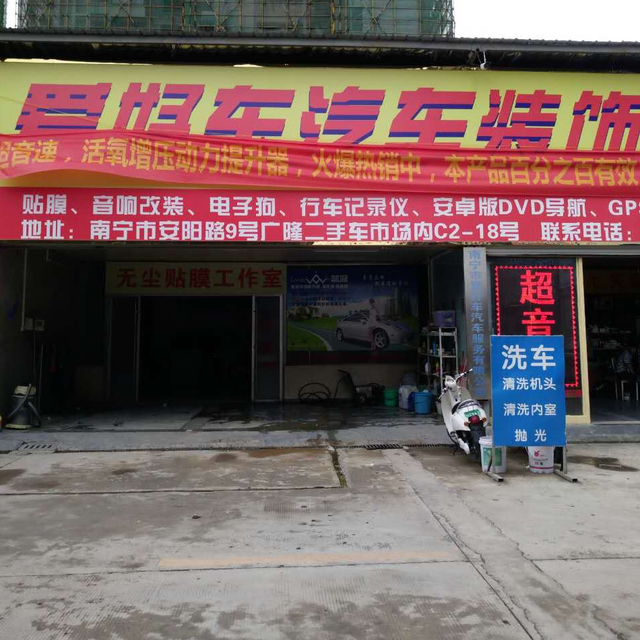 爱好车汽车装饰
超音速，活氧增压动力提升器，火爆热销中，本产品百分之百有效
贴膜、音响改装、电子狗、行车记录仪、安卓版DVD导航、GPS
地址：南宁市安阳路9号广隆二手车市场内C2-18号 联系电话：
无尘贴膜工作室
超音
洗车
清洗机头
清洗内室
抛光